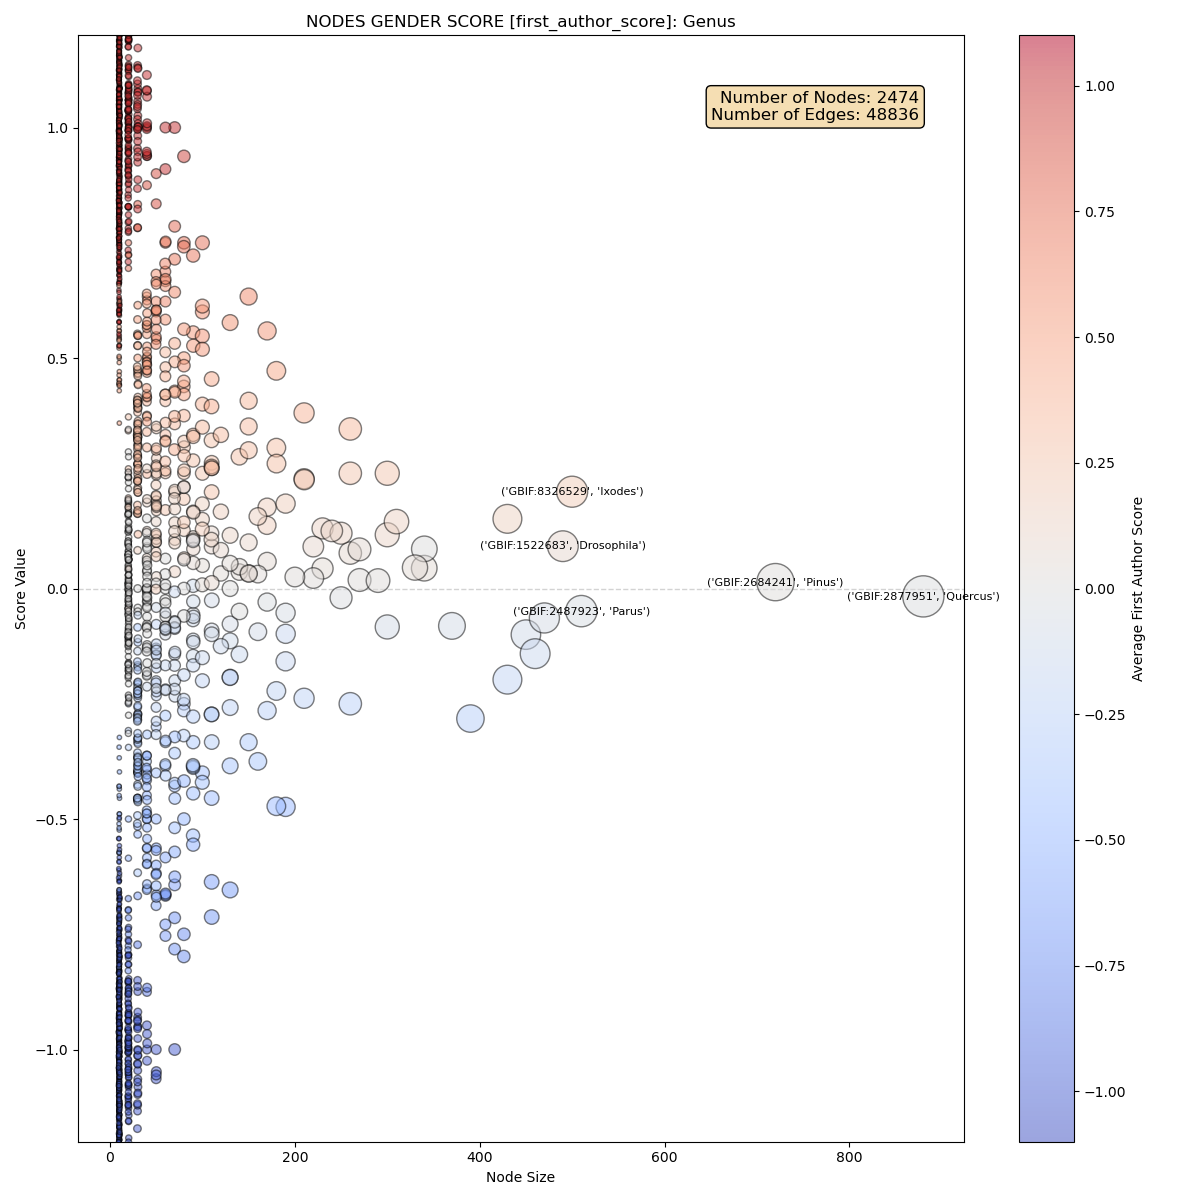 NODES GENDER SCORE [first_author_score]: Genus
Number of Nodes: 2474
Number of Edges: 48836
1.0
0.5
0.0
−0.5
−1.0
Score Value
('GBIF:8326529', 'Ixodes')
('GBIF:1522683', 'Drosophila')
('GBIF:2684241', 'Pinus')
('GBIF:2877951', 'Quercus')
('GBIF:2487923', 'Parus')
0
200
400
600
800
Node Size
1.00
0.75
0.50
0.25
0.00
−0.25
−0.50
−0.75
−1.00
Average First Author Score